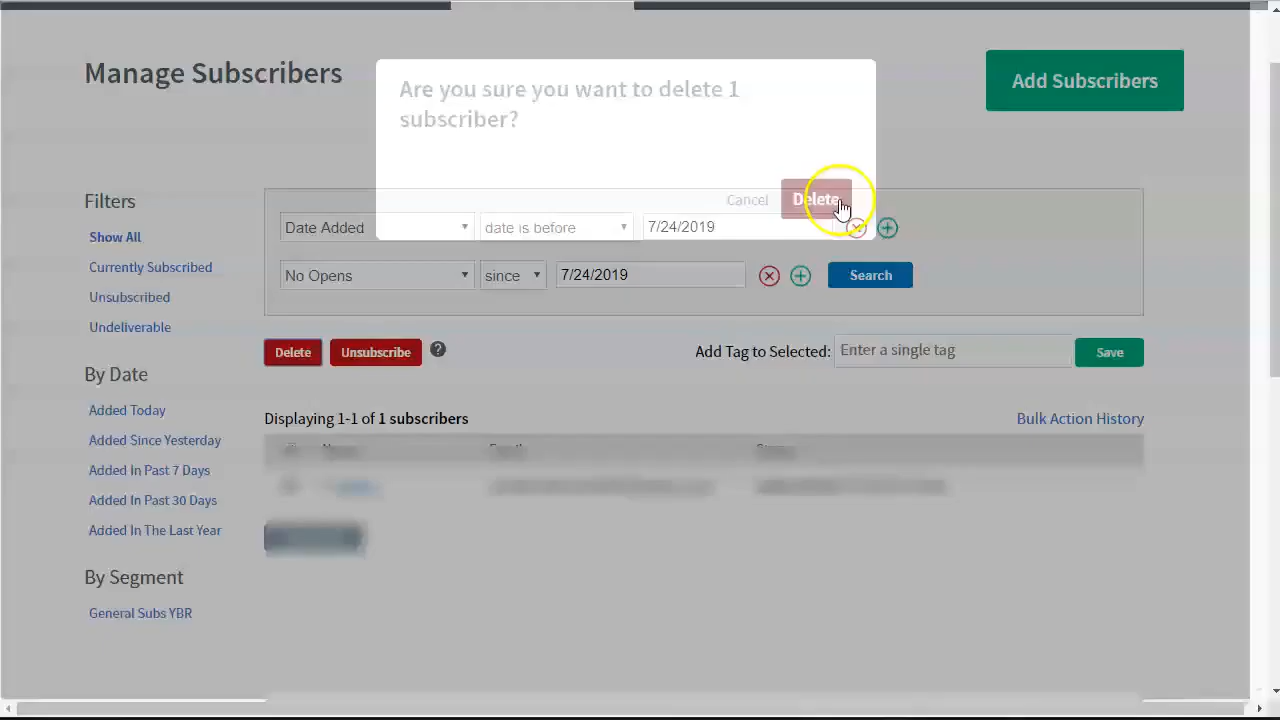 Manage Subscribers
Are you sure you want to delete 1
subscriber?
Add Subscribers
Cancel
Delete
Filters
Show All
Currently Subscribed
Unsubscribed
Undeliverable
By Date
Added Today
Added Since Yesterday
Added In Past 7 Days
Added In Past 30 Days
Added In The Last Year
By Segment
General Subs YBR
Date Added
date is before
7/24/2019
No Opens
since
7/24/2019
Search
Delete
Unsubscribe
?
Add Tag to Selected:
Enter a single tag
Save
Displaying 1-1 of 1 subscribers
Bulk Action History